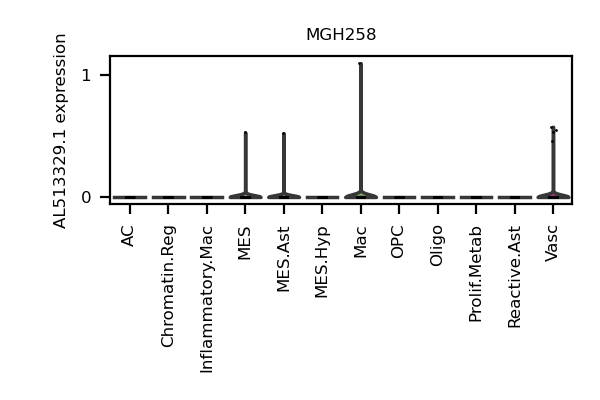 MGH258
AL513329.1 expression
1
0
AC
Chromatin.Reg
Inflammatory.Mac
MES
MES.Ast
MES.Hyp
Mac
OPC
Oligo
Prolif.Metab
Reactive.Ast
Vasc